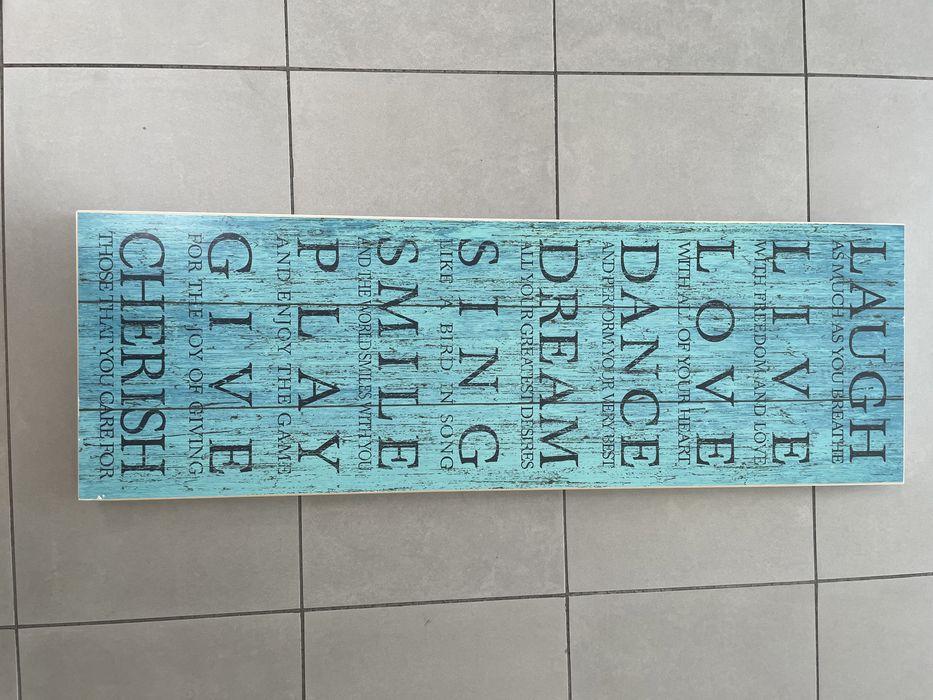 LAUGH
AS MUCH AS YOU BREATHE
LIVE
WITH FREEDOM AND LOVE
LOVE
WITH ALL OF YOUR HEART
DANCE
AND PERFORM YOUR VERY BEST
DREAM
ALL YOUR GREATEST DESIRES
SING
LIKE A BIRD IN SONG
SMILE
AND THE WORLD SMILES WITH YOU
PLAY
AND ENJOY THE GAME
GIVE
FOR THE JOY OF GIVING
CHERISH
THOSE THAT YOU CARE FOR